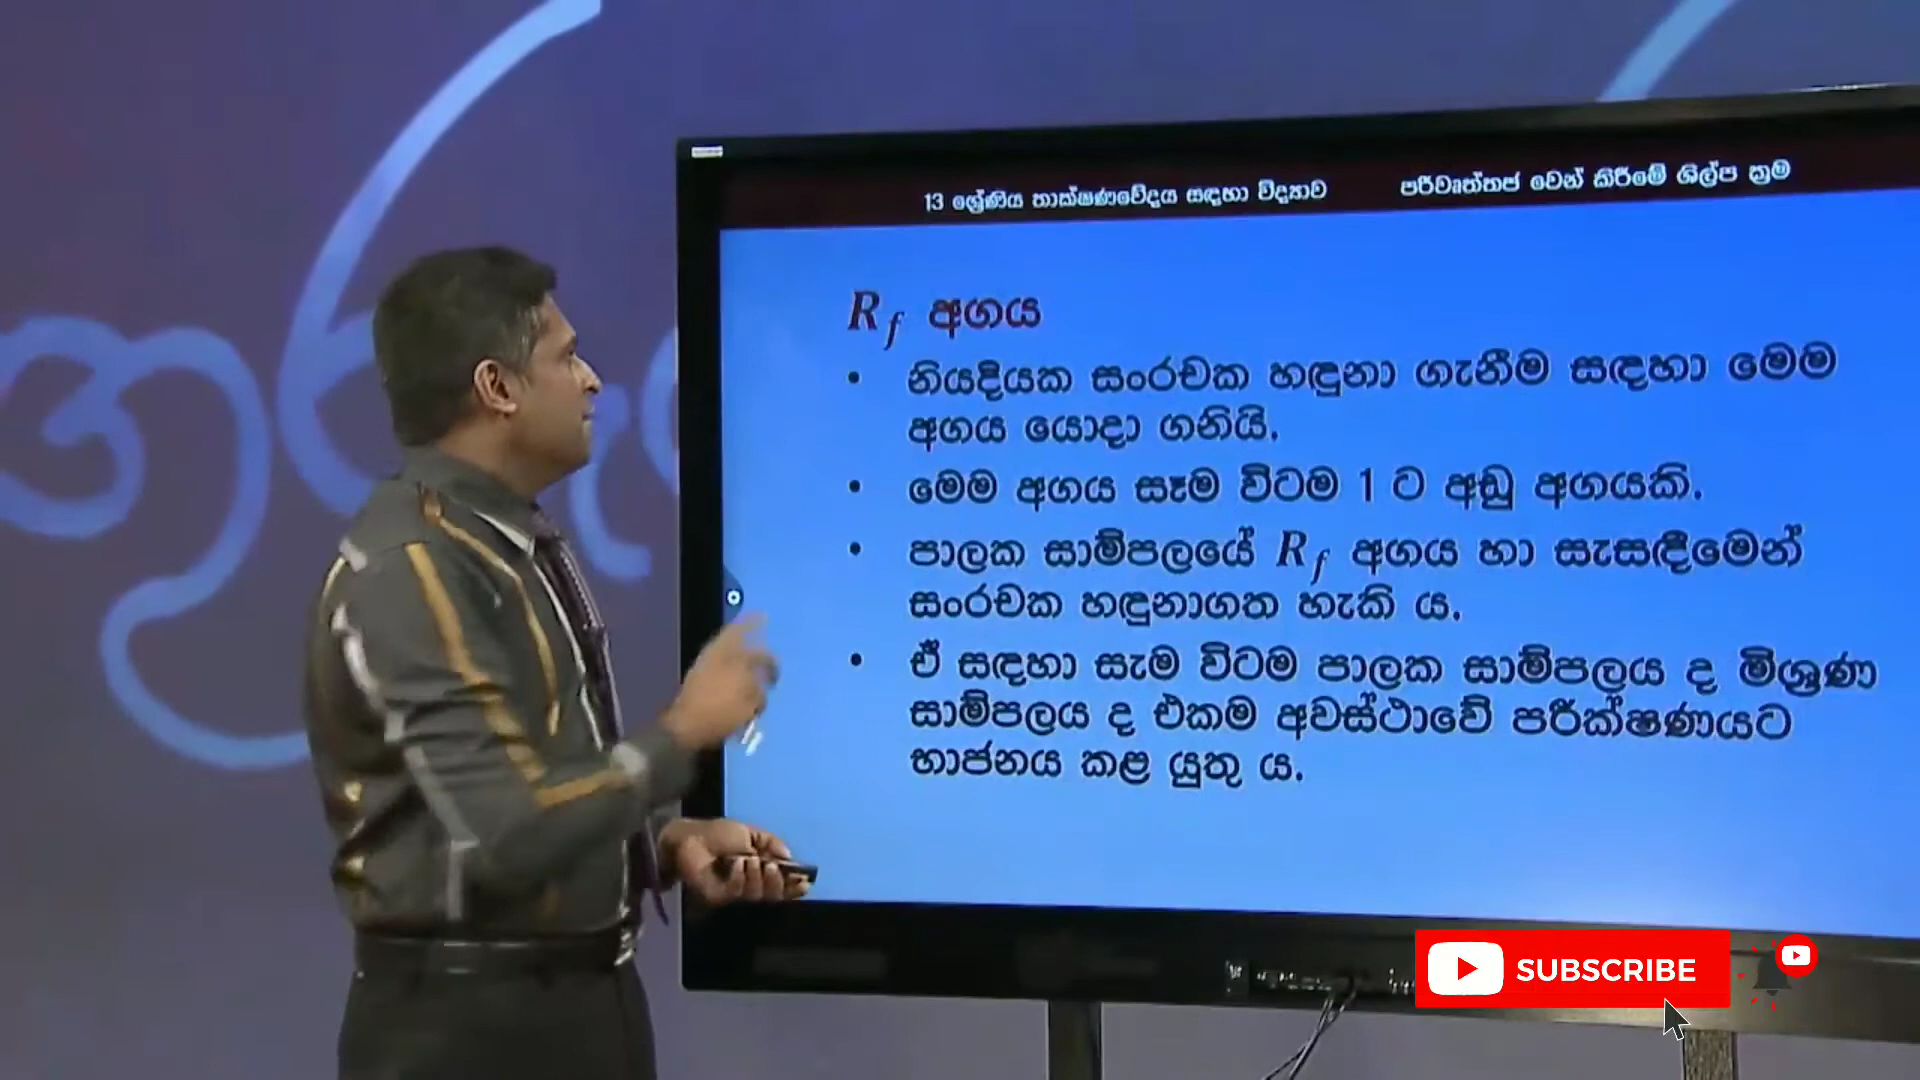 13 ශ්‍රේණිය තාක්ෂණවේදය සඳහා විද්‍යාව පරිවෘත්තජ වෙන් කිරීමේ ශිල්ප ක්‍රම
Rf අගය
• නියදියක සංරචක හඳුනා ගැනීම සඳහා මෙම
අගය යොදා ගනියි.
• මෙම අගය සෑම විටම 1 ට අඩු අගයකි.
• පාලක සාම්පලයේ Rf අගය හා සැසඳීමෙන්
සංරචක හඳුනාගත හැකි ය.
• ඒ සඳහා සැම විටම පාලක සාම්පලය ද මිශ්‍රණ
සාම්පලය ද එකම අවස්ථාවේ පරීක්ෂණයට
භාජනය කළ යුතු ය.
SUBSCRIBE